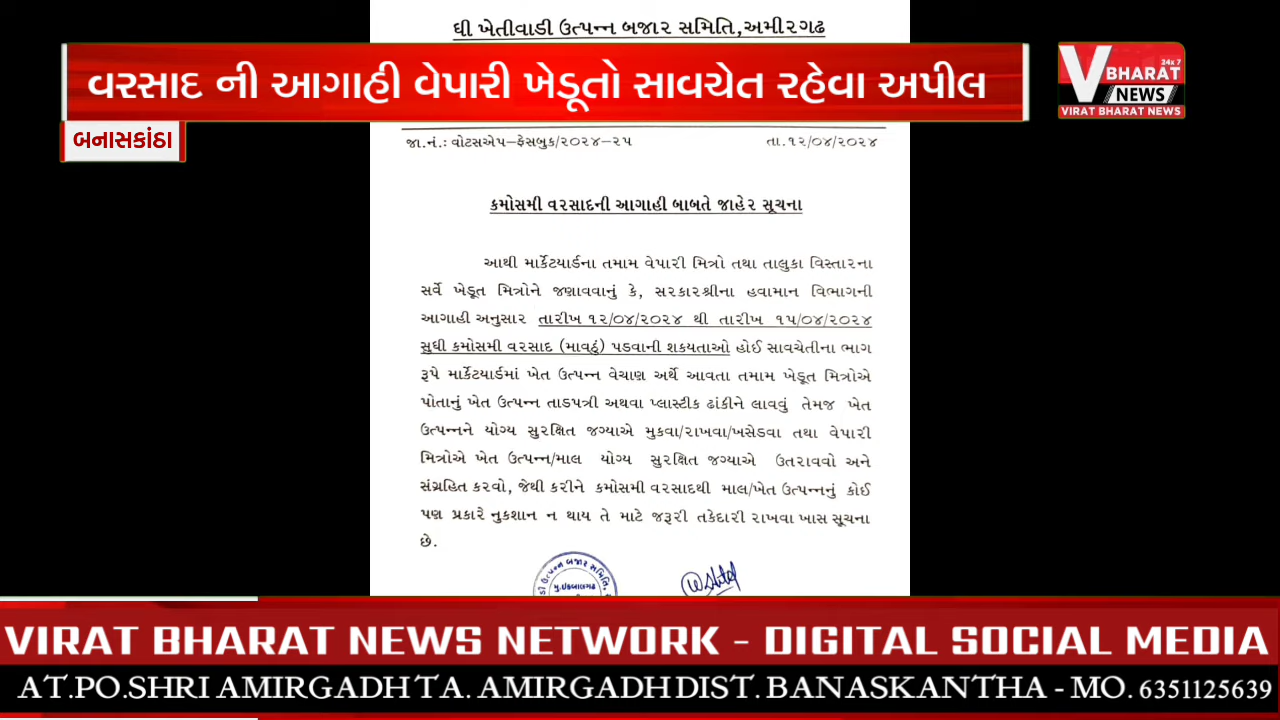 ઘી ખેતીવાડી ઉત્પન્ન બજાર સમિતિ,અમીરગઢ
વરસાદ ની આગાહી વેપારી ખેડૂતો સાવચેત રહેવા અપીલ
24x7
V BHARAT
NEWS
VIRAT BHARAT NEWS
બનાસકાંઠા
જા.નં.: વોટસએપ–ફેસબુક/૨૦૨૪–૨૫ તા.૧૨/૦૪/૨૦૨૪
કમોસમી વરસાદની આગાહી બાબતે જાહેર સૂચના
આથી માર્કેટયાર્ડના તમામ વેપારી મિત્રો તથા તાલુકા વિસ્તારના
સર્વે ખેડૂત મિત્રોને જણાવવાનું કે, સરકારશ્રીના હવામાન વિભાગની
આગાહી અનુસાર તારીખ ૧૨/૦૪/૨૦૨૪ થી તારીખ ૧૫/૦૪/૨૦૨૪
સુધી કમોસમી વરસાદ (માવઠું) પડવાની શકયતાઓ હોઈ સાવચેતીના ભાગ
રૂપે માર્કેટયાર્ડમાં ખેત ઉત્પન્ન વેચાણ અર્થે આવતા તમામ ખેડૂત મિત્રોએ
પોતાનું ખેત ઉત્પન્ન તાડપત્રી અથવા પ્લાસ્ટીક ઢાંકીને લાવવું તેમજ ખેત
ઉત્પન્નને યોગ્ય સુરક્ષિત જગ્યાએ મુકવા/રાખવા/ખસેડવા તથા વેપારી
મિત્રોએ ખેત ઉત્પન્ન/માલ યોગ્ય સુરક્ષિત જગ્યાએ ઉતરાવવો અને
સંગ્રહિત કરવો, જેથી કરીને કમોસમી વરસાદથી માલ/ખેત ઉત્પન્નનું કોઈ
પણ પ્રકારે નુકશાન ન થાય તે માટે જરૂરી તકેદારી રાખવા ખાસ સૂચના
છે.
ઉત્પન્ન બજાર સમિતિ,
મુ.ઇકબાલગઢ
VIRAT BHARAT NEWS NETWORK - DIGITAL SOCIAL MEDIA
AT.PO.SHRI AMIRGADH TA. AMIRGADH DIST. BANASKANTHA - MO. 6351125639